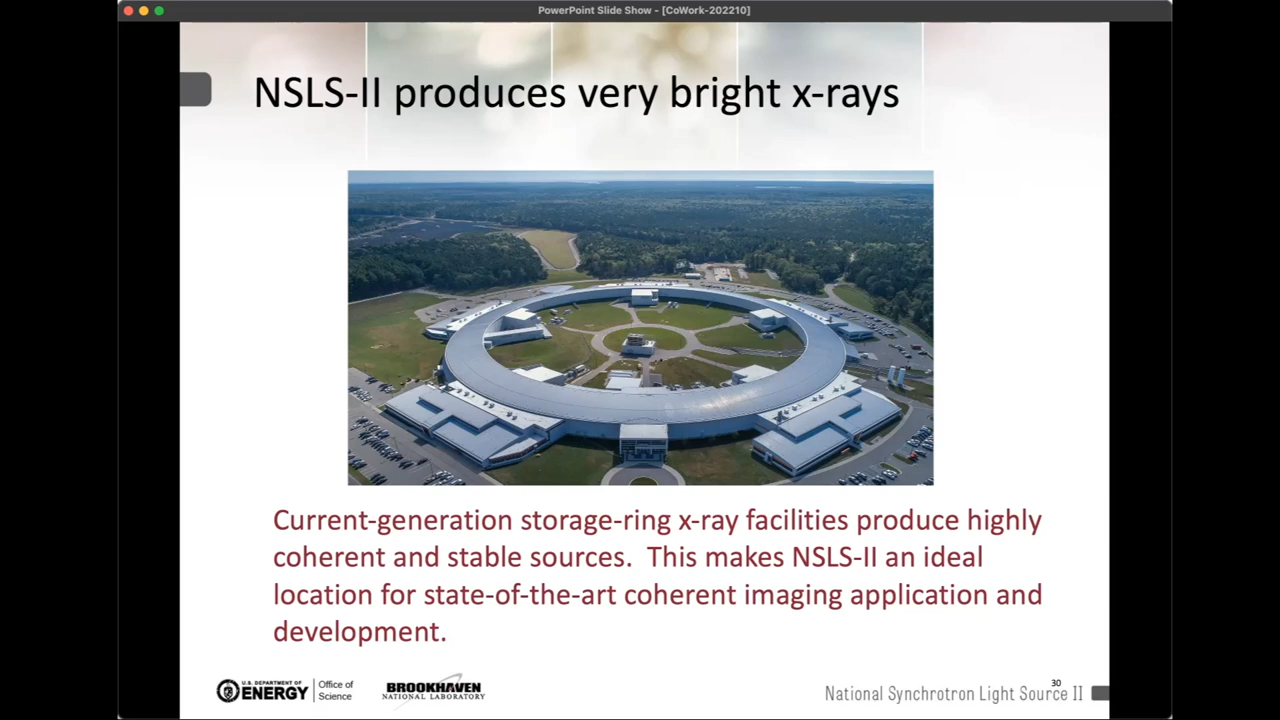 PowerPoint Slide Show - [CoWork-202210]
NSLS-II produces very bright x-rays
Current-generation storage-ring x-ray facilities produce highly
coherent and stable sources.  This makes NSLS-II an ideal
location for state-of-the-art coherent imaging application and
development.
U.S. DEPARTMENT OF
ENERGY
Office of
Science
BROOKHAVEN
NATIONAL LABORATORY
30
National Synchrotron Light Source II